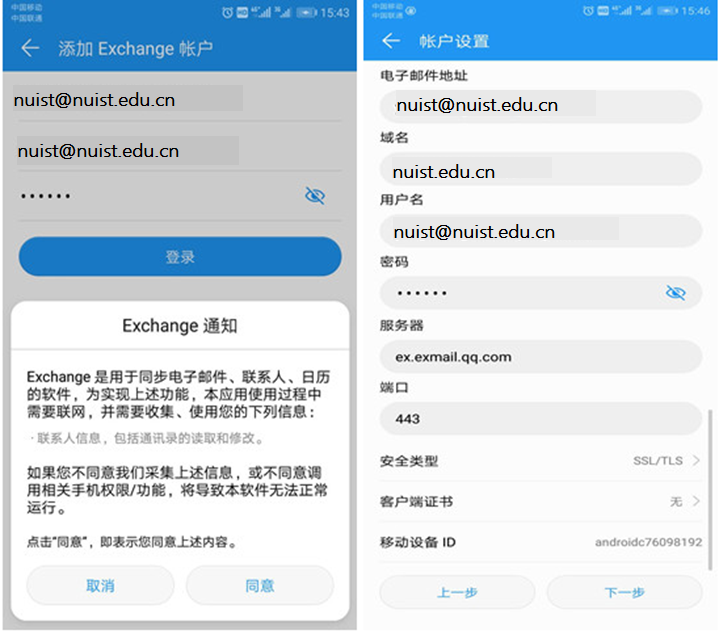 中国移动
中国联通
HD 4G 3G 15:43
添加 Exchange 帐户
nuist@nuist.edu.cn
nuist@nuist.edu.cn
••••••
登录
Exchange 通知
Exchange 是用于同步电子邮件、联系人、日历
的软件，为实现上述功能，本应用使用过程中
需要联网，并需要收集、使用您的下列信息：
·联系人信息，包括通讯录的读取和修改。
如果您不同意我们采集上述信息，或不同意调
用相关手机权限/功能，将导致本软件无法正常
运行。
点击“同意”，即表示您同意上述内容。
取消 同意
中国移动
中国联通
15:46
帐户设置
电子邮件地址
nuist@nuist.edu.cn
域名
nuist.edu.cn
用户名
nuist@nuist.edu.cn
密码
••••••
服务器
ex.exmail.qq.com
端口
443
安全类型 SSL/TLS
客户端证书 无
移动设备 ID androidc76098192
上一步 下一步